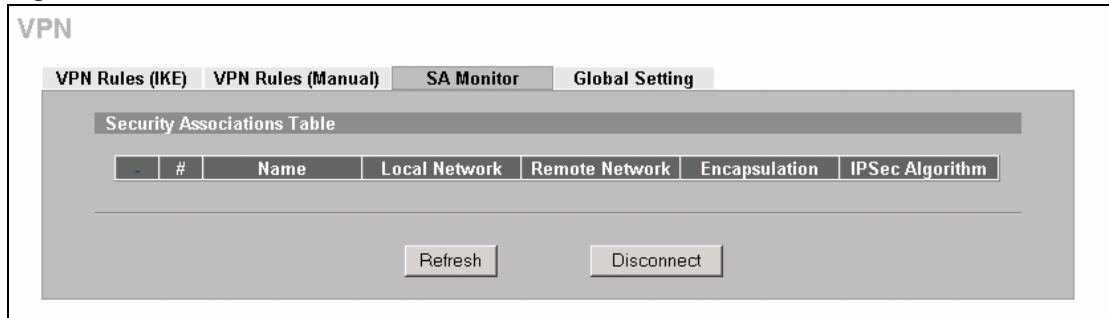 VPN
VPN Rules (IKE) VPN Rules (Manual) SA Monitor Global Setting
Security Associations Table
- # Name Local Network Remote Network Encapsulation IPSec Algorithm
Refresh Disconnect